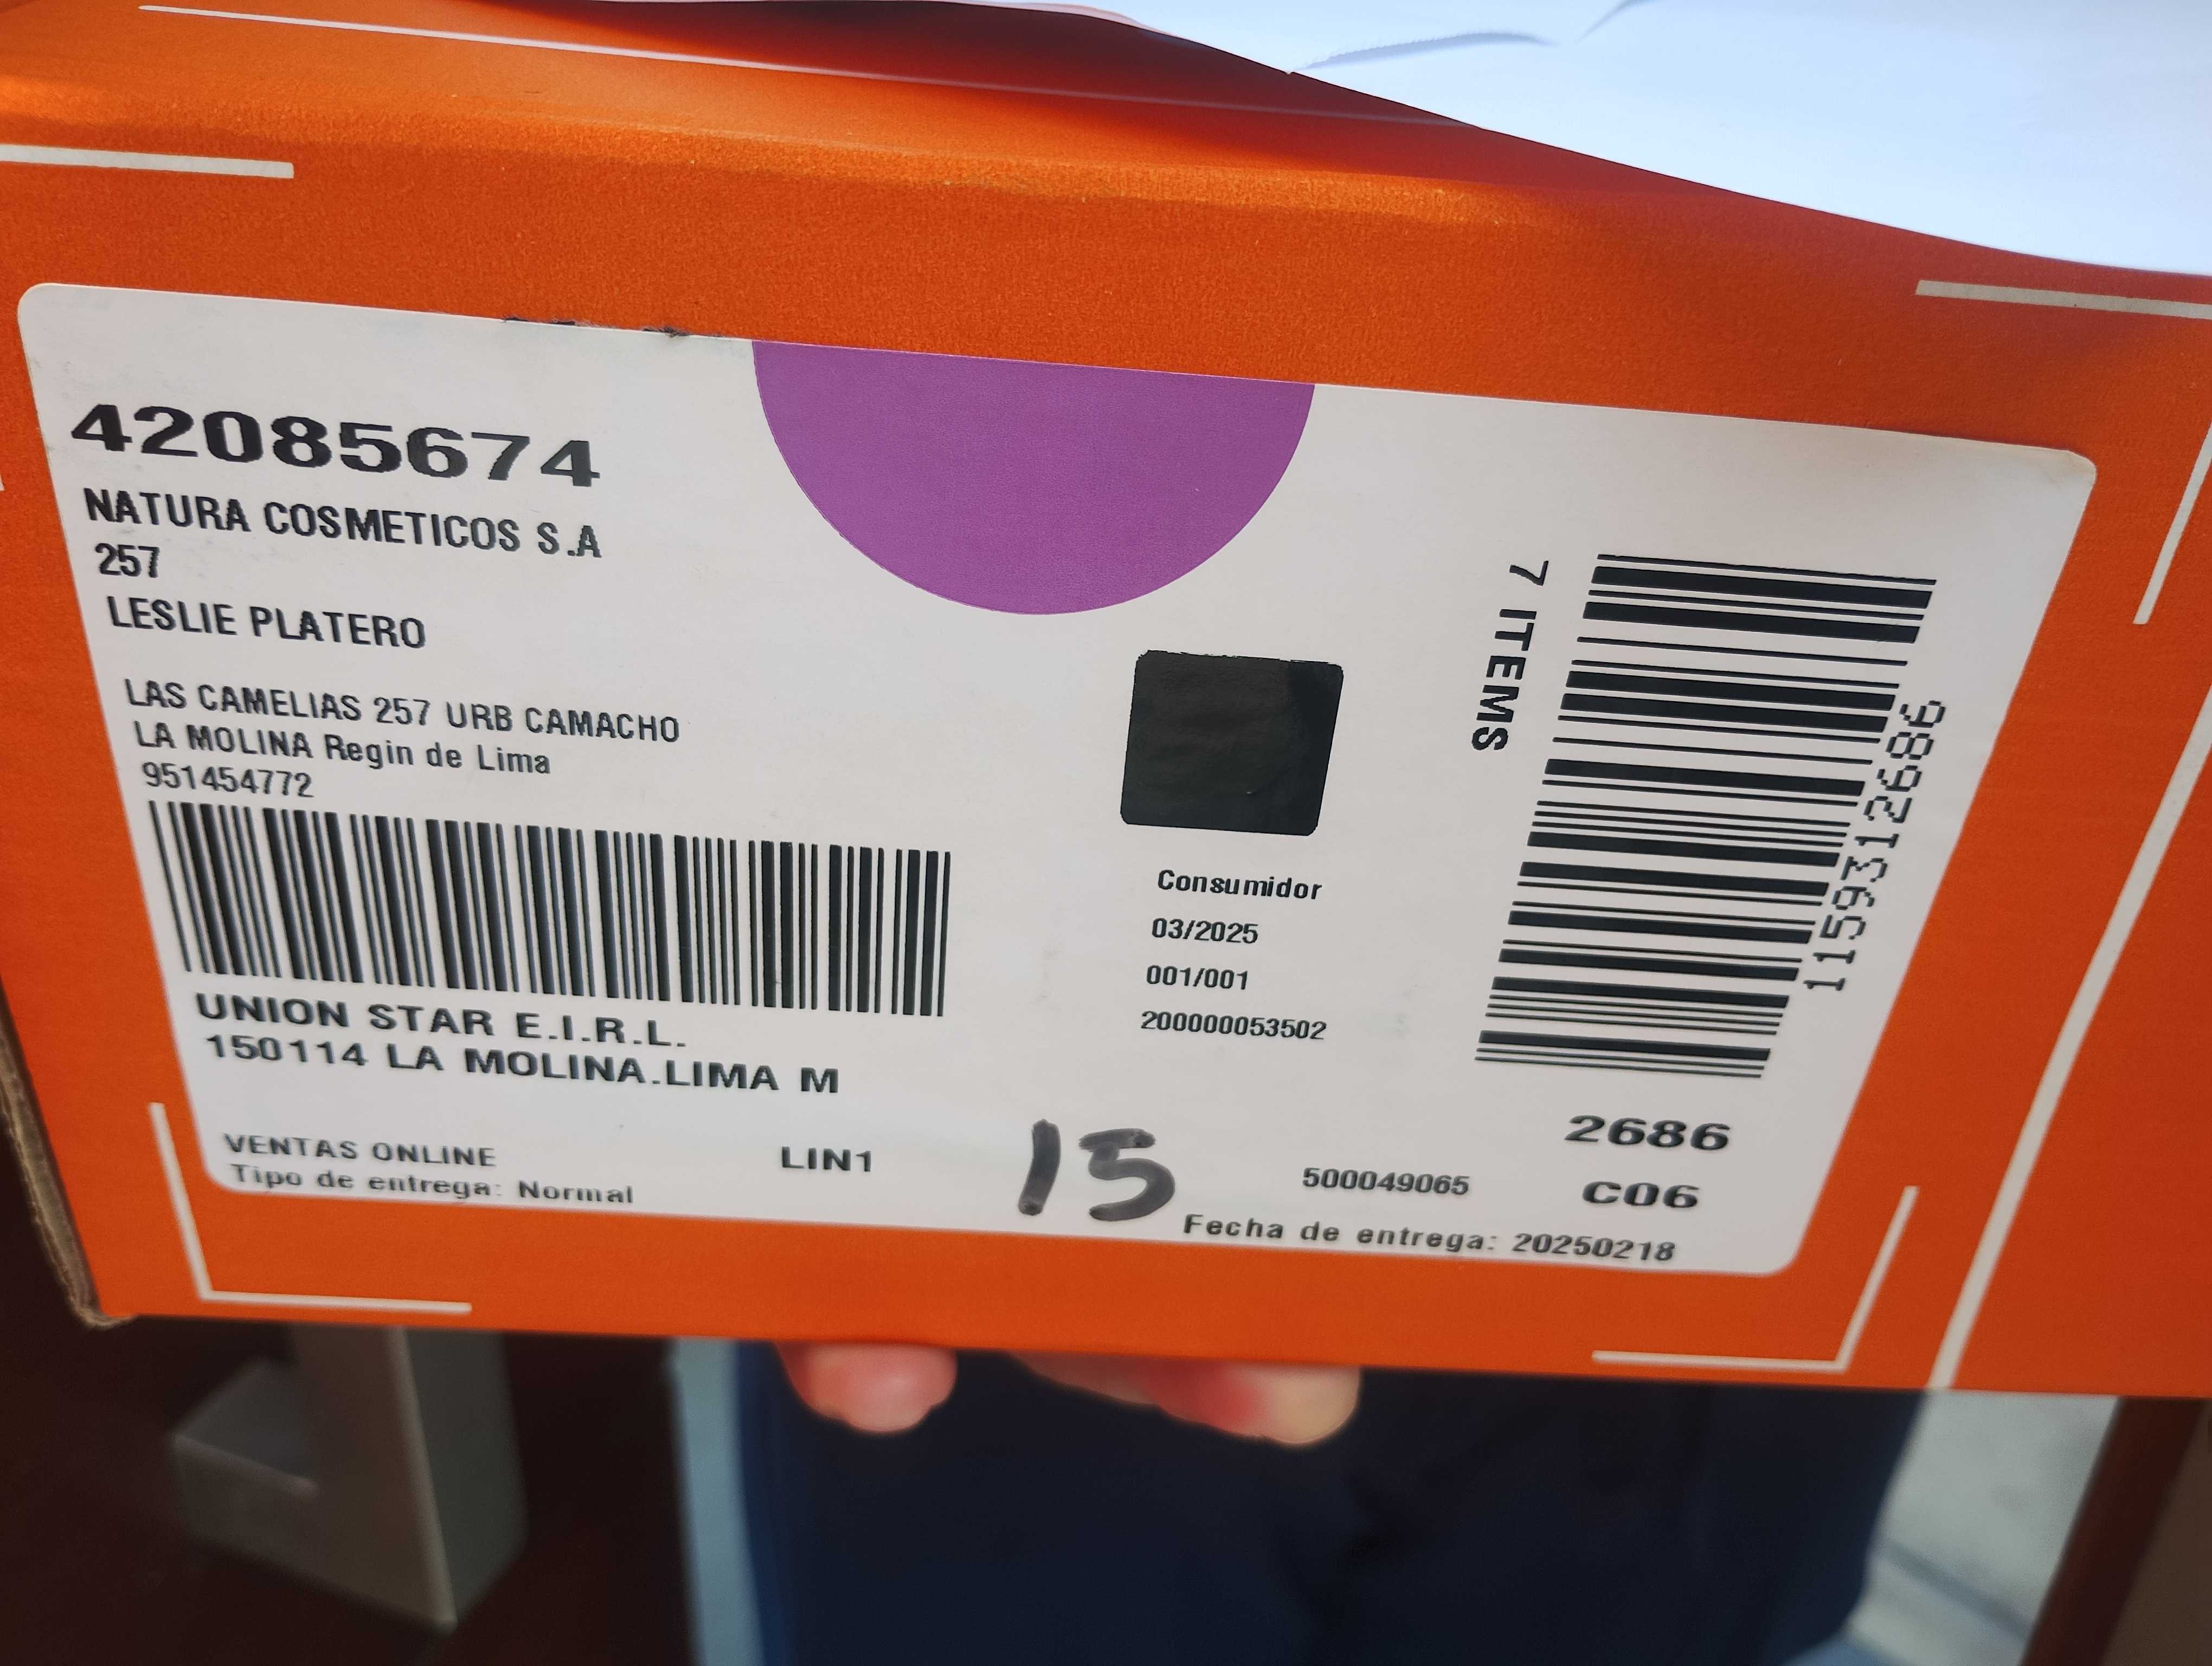 42085674
NATURA COSMETICOS S.A
257
LESLIE PLATERO
LAS CAMELIAS 257 URB CAMACHO
LA MOLINA Regin de Lima
951454772
UNION STAR E.I.R.L.
150114 LA MOLINA.LIMA M
VENTAS ONLINE
Tipo de entrega: Normal
LIN1
15
Consumidor
03/2025
001/001
200000053502
7 ITEMS
1159312686
2686
500049065
C06
Fecha de entrega: 20250218